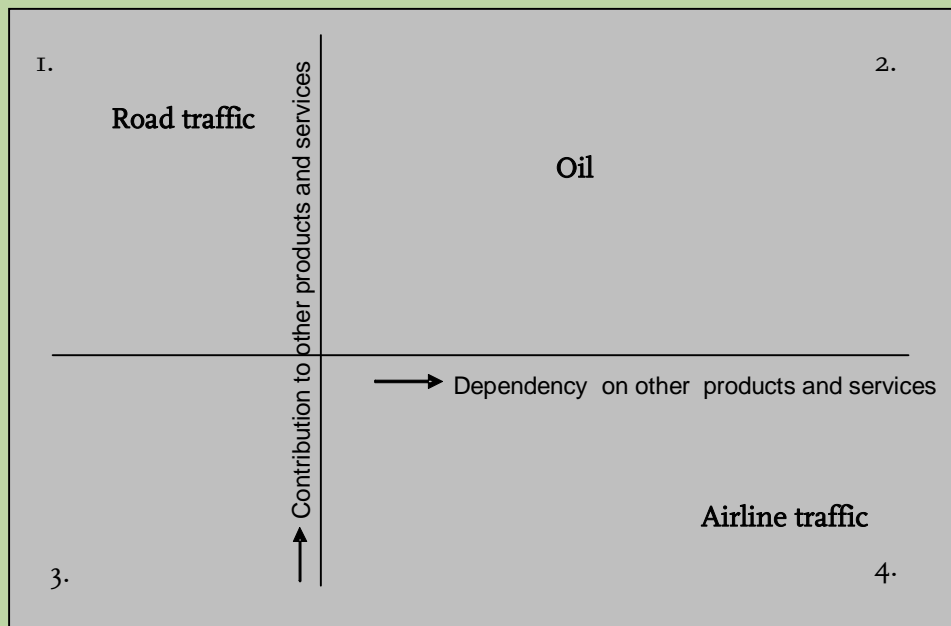 1.
2.
Road traffic
Oil
Contribution to other products and services
Dependency on other products and services
Airline traffic
3.
4.